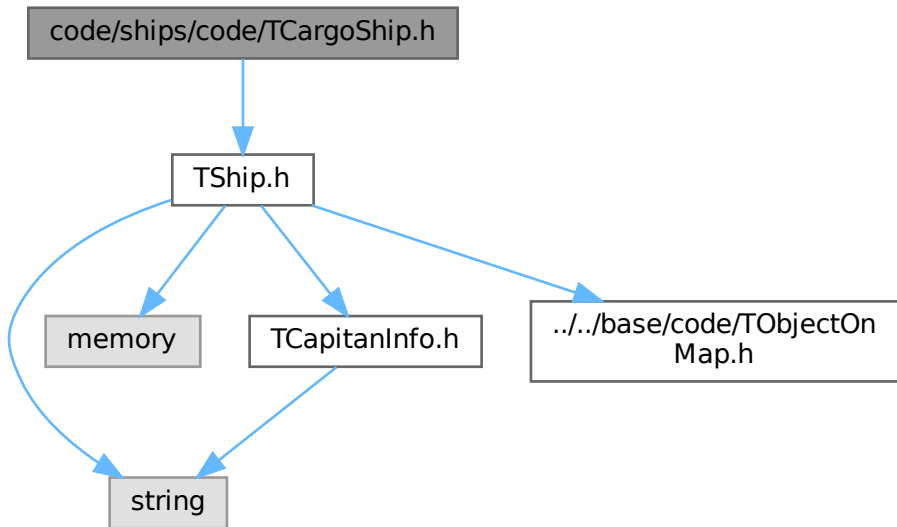 code/ships/code/TCargoShip.h
TShip.h
memory
TCapitanInfo.h
../../base/code/TObjectOn
Map.h
string